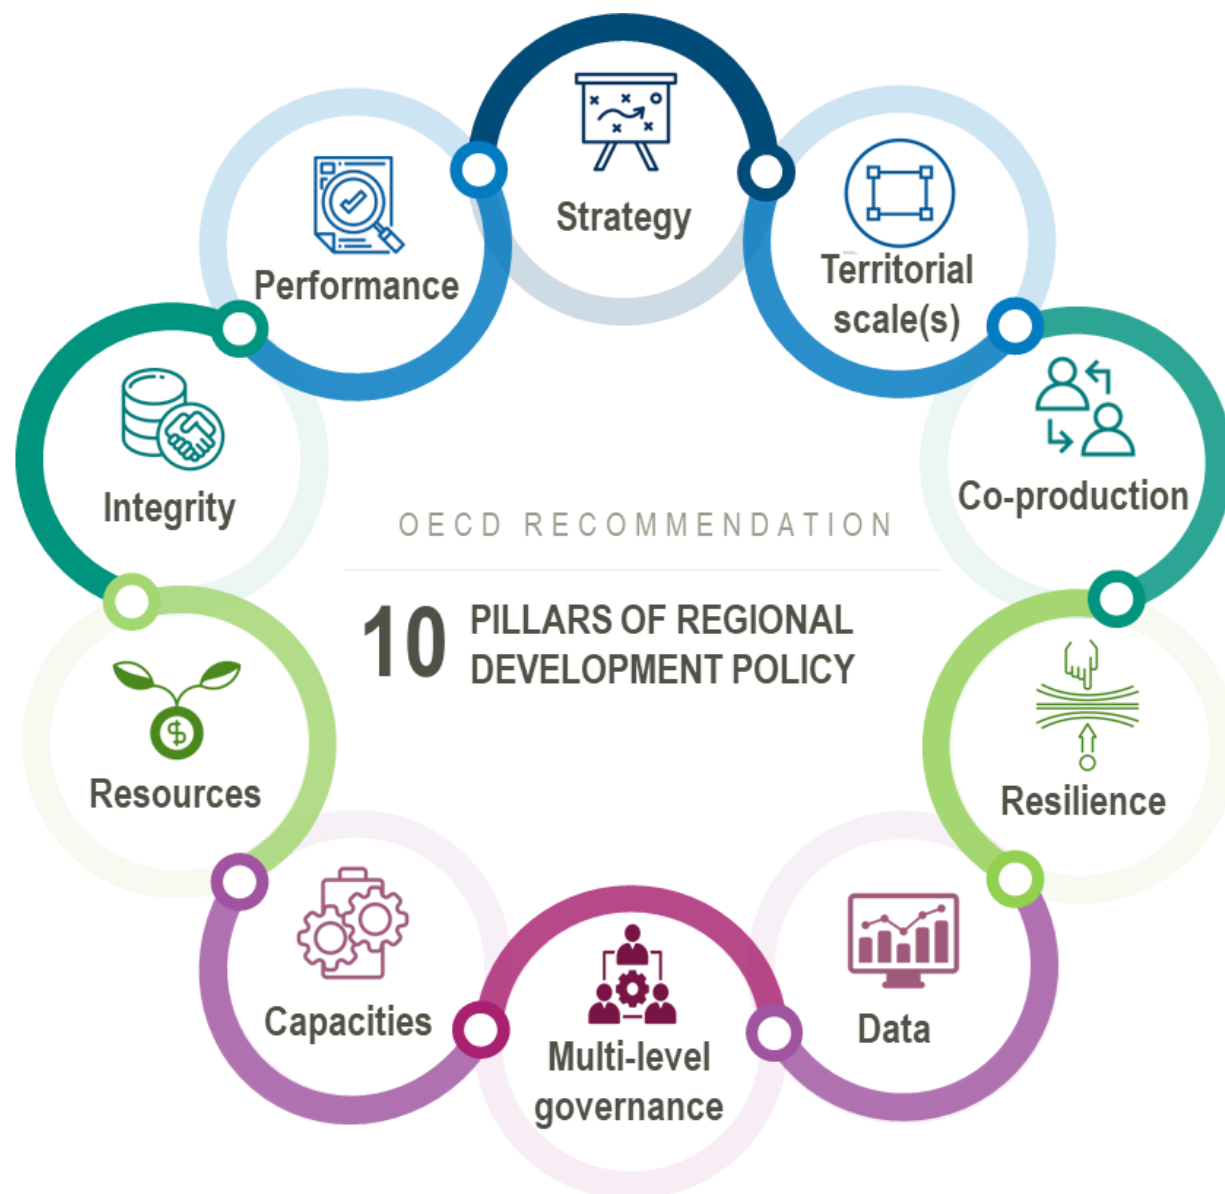 Strategy
Territorial
scale(s)
Co-production
Resilience
Data
Multi-level
governance
Capacities
Resources
$
Integrity
Performance
OECD RECOMMENDATION
10 PILLARS OF REGIONAL
DEVELOPMENT POLICY